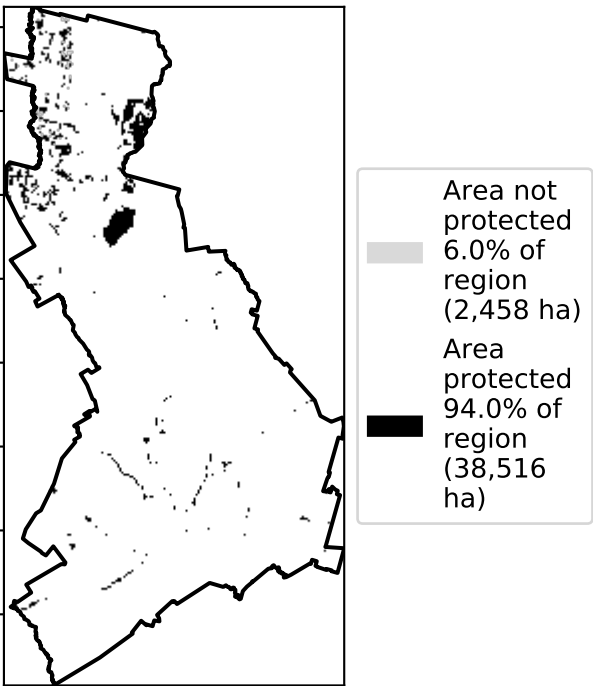 Area not
protected
6.0% of
region
(2,458 ha)
Area
protected
94.0% of
region
(38,516
ha)